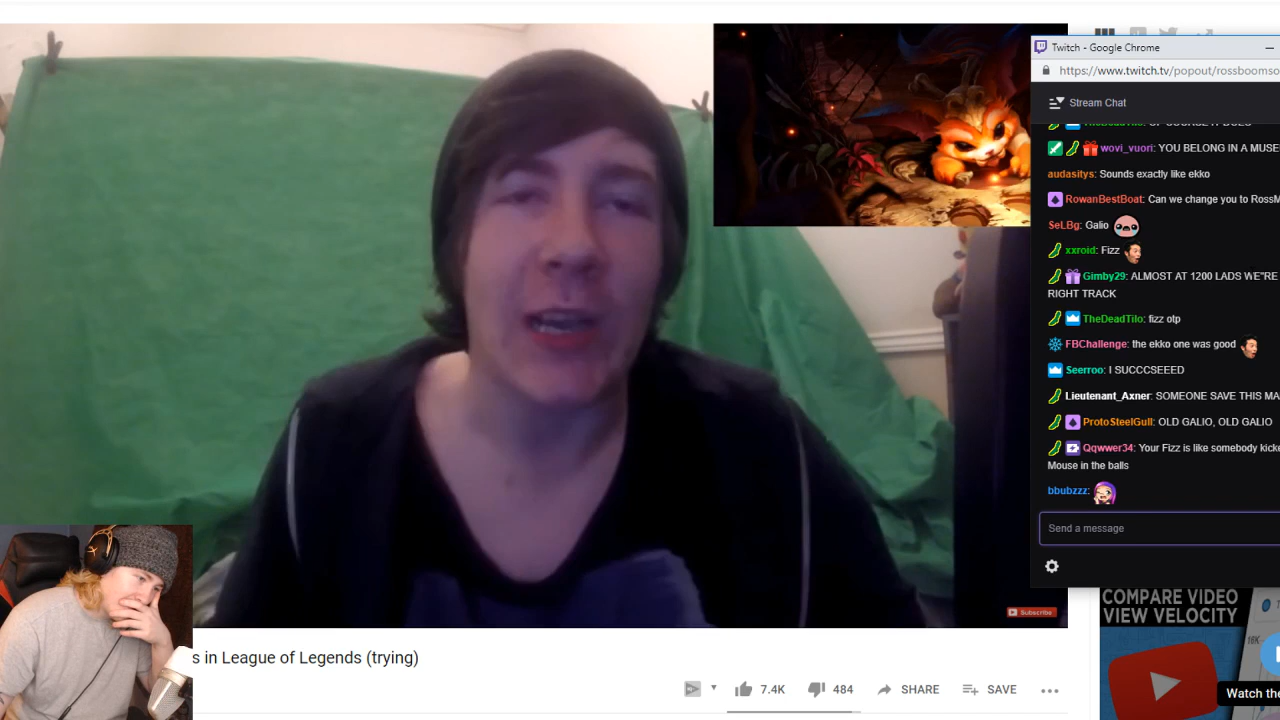 Twitch - Google Chrome
https://www.twitch.tv/popout/rossboomso
Stream Chat
wovi_vuori: YOU BELONG IN A MUSE
audasitys: Sounds exactly like ekko
RowanBestBoat: Can we change you to RossM
SeLBg: Galio
xxroid: Fizz
Gimby29: ALMOST AT 1200 LADS WE"RE
RIGHT TRACK
TheDeadTilo: fizz otp
FBChallenge: the ekko one was good
Seerroo: I SUCCCSEEED
Lieutenant_Axner: SOMEONE SAVE THIS MA
ProtoSteelGull: OLD GALIO, OLD GALIO
Qqwwer34: Your Fizz is like somebody kicke
Mouse in the balls
bbubzzz:
Send a message
Subscribe
COMPARE VIDEO
VIEW VELOCITY
s in League of Legends (trying)
7.4K
484
SHARE
SAVE
Watch the